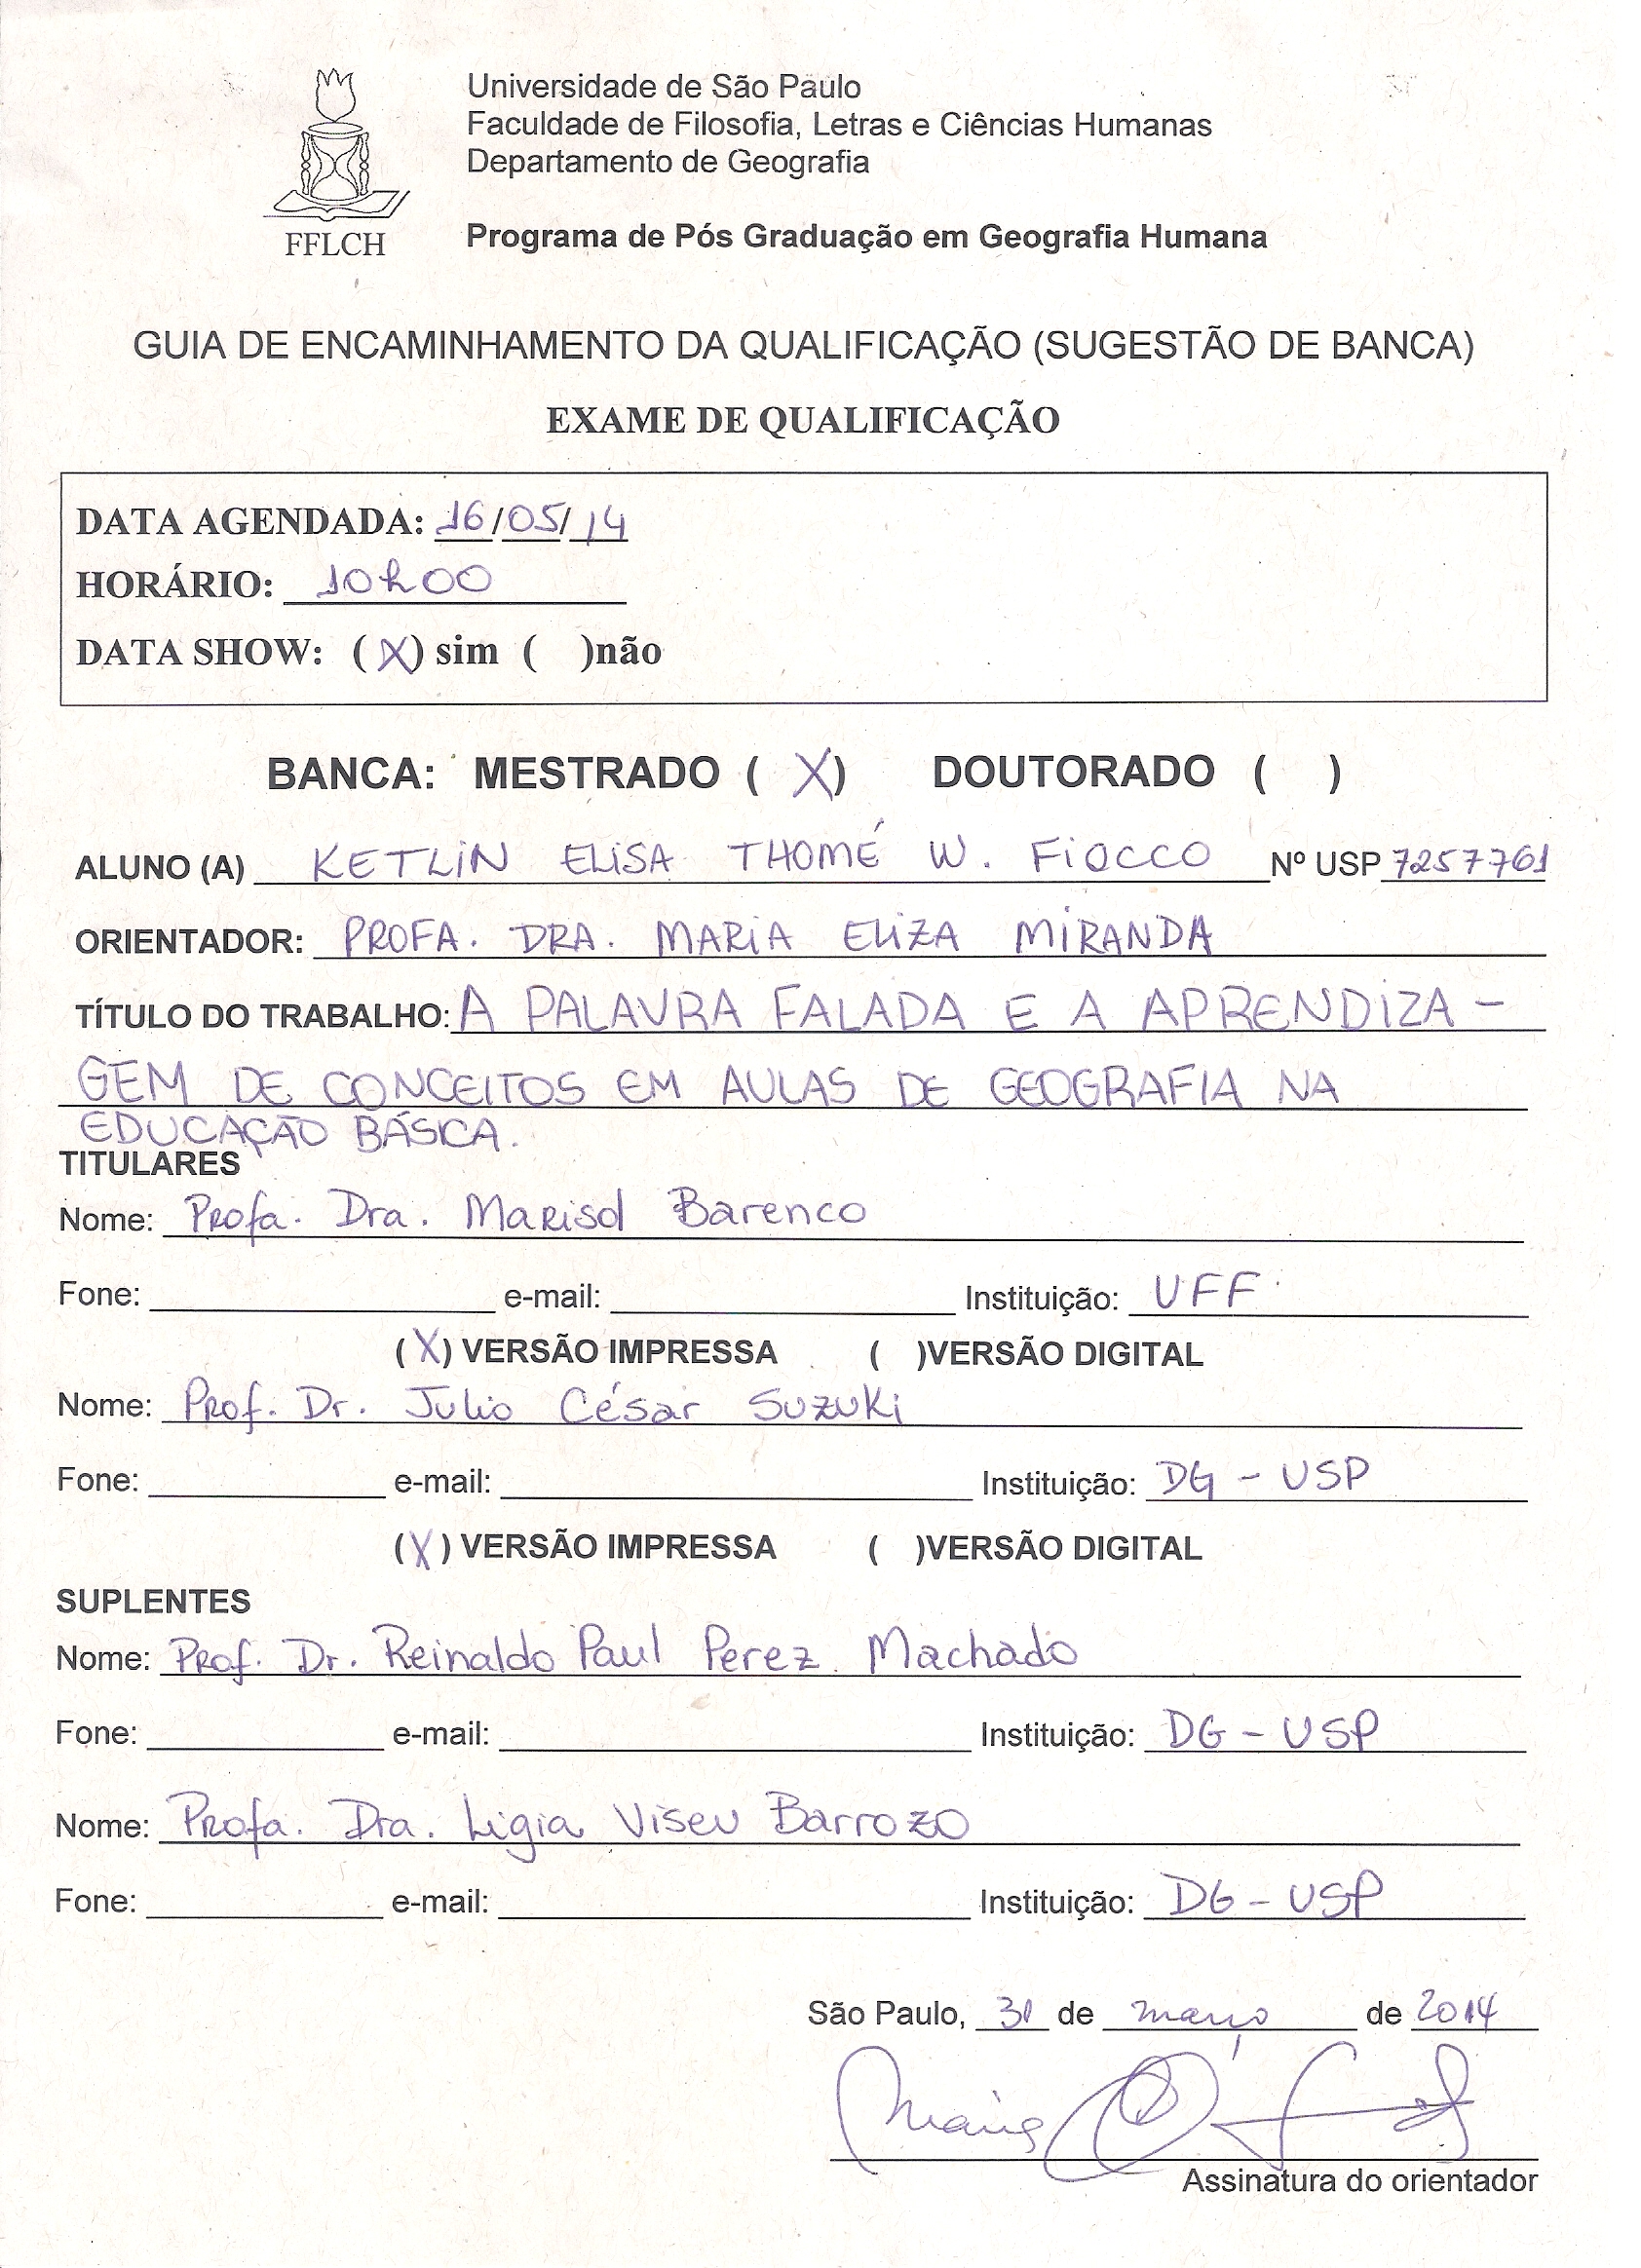 Universidade de São Paulo
Faculdade de Filosofia, Letras e Ciências Humanas
Departamento de Geografia
FFLCH
Programa de Pós Graduação em Geografia Humana
GUIA DE ENCAMINHAMENTO DA QUALIFICAÇÃO (SUGESTÃO DE BANCA)
EXAME DE QUALIFICAÇÃO
DATA AGENDADA: 16/05/14
HORÁRIO: 10h00
DATA SHOW: (X) sim ( )não
BANCA: MESTRADO ( X) DOUTORADO ( )
ALUNO (A) KETLIN ELISA THOMÉ W. FIOCCO Nº USP 7257761
ORIENTADOR: PROFA. DRA. MARIA ELIZA MIRANDA
TÍTULO DO TRABALHO: A PALAVRA FALADA E A APRENDIZA-
GEM DE CONCEITOS EM AULAS DE GEOGRAFIA NA
EDUCAÇÃO BÁSICA.
TITULARES
Nome: Profa. Dra. Marisol Barenco
Fone: e-mail: Instituição: UFF
(X) VERSÃO IMPRESSA ( )VERSÃO DIGITAL
Nome: Prof. Dr. Julio César Suzuki
Fone: e-mail: Instituição: DG - USP
(X) VERSÃO IMPRESSA ( )VERSÃO DIGITAL
SUPLENTES
Nome: Prof. Dr. Reinaldo Paul Perez Machado
Fone: e-mail: Instituição: DG - USP
Nome: Profa. Dra. Ligia Viseu Barrozo
Fone: e-mail: Instituição: DG - USP
São Paulo, 31 de março de 2014
Maria
Assinatura do orientador